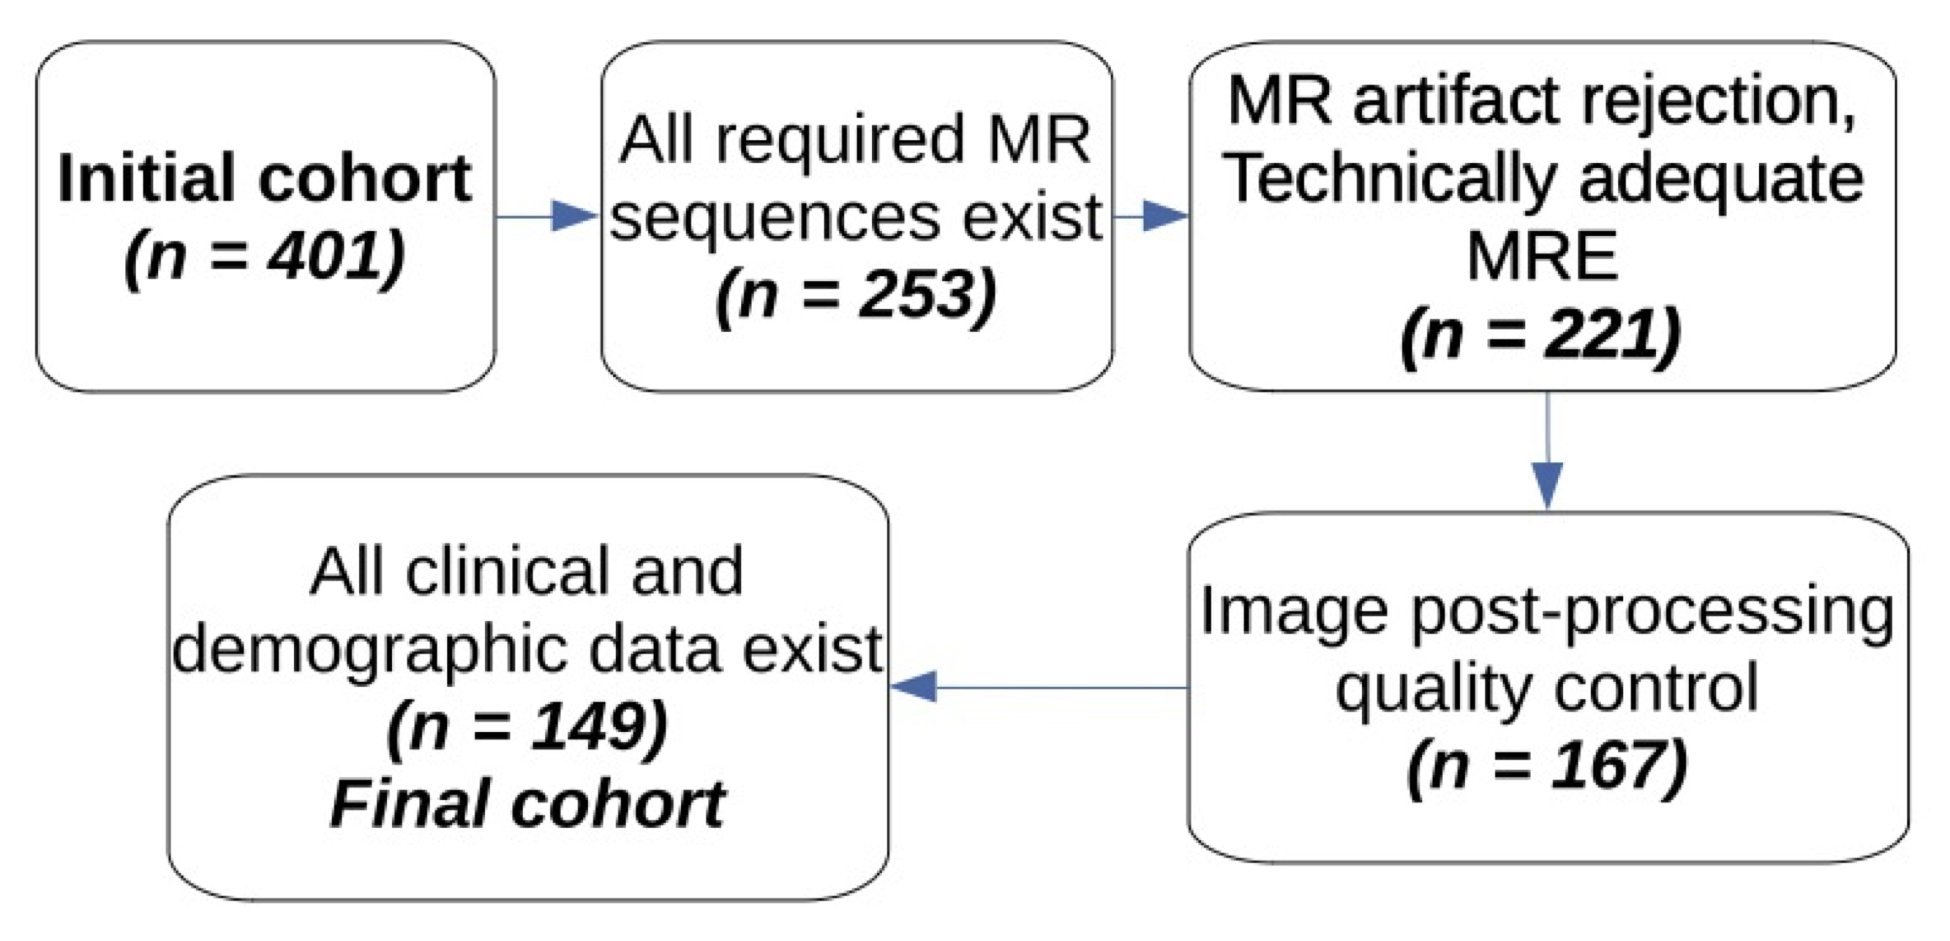 Initial cohort
(n = 401)
All required MR
sequences exist
(n = 253)
MR artifact rejection,
Technically adequate
MRE
(n = 221)
Image post-processing
quality control
(n = 167)
All clinical and
demographic data exist
(n = 149)
Final cohort